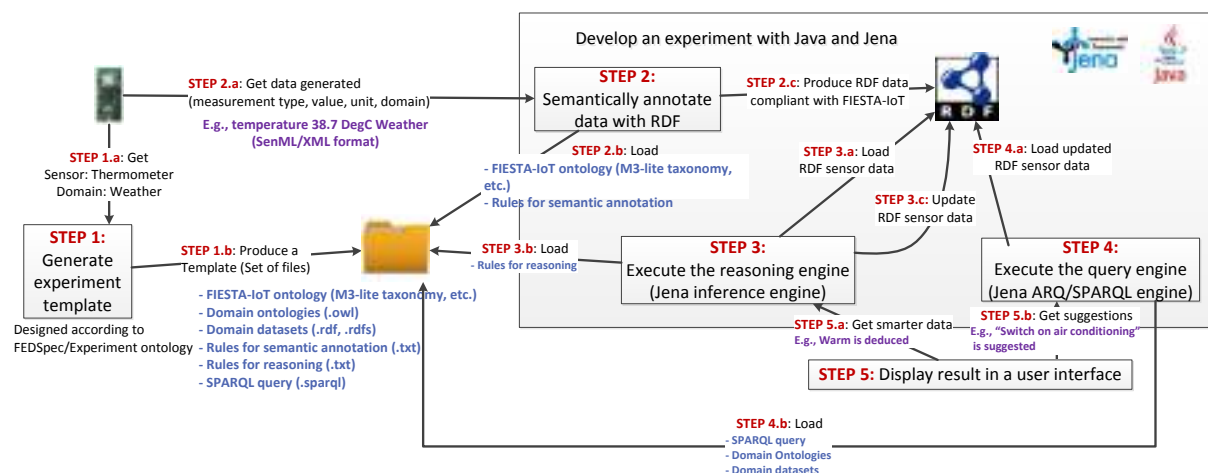 Develop an experiment with Java and Jena
Jena
Java
STEP 2.a: Get data generated
(measurement type, value, unit, domain)
E.g., temperature 38.7 DegC Weather
(SenML/XML format)
STEP 2:
Semantically annotate
data with RDF
STEP 2.c: Produce RDF data
compliant with FIESTA-IoT
RDF
STEP 1.a: Get
Sensor: Thermometer
Domain: Weather
STEP 2.b: Load
- FIESTA-IoT ontology (M3-lite taxonomy,
etc.)
- Rules for semantic annotation
STEP 3.a: Load
RDF sensor data
STEP 4.a: Load updated
RDF sensor data
STEP 3.c: Update
RDF sensor data
STEP 1:
Generate
experiment
template
STEP 1.b: Produce a
Template (Set of files)
- FIESTA-IoT ontology (M3-lite taxonomy, etc.)
- Domain ontologies (.owl)
- Domain datasets (.rdf, .rdfs)
- Rules for semantic annotation (.txt)
- Rules for reasoning (.txt)
- SPARQL query (.sparql)
Designed according to
FEDSpec/Experiment ontology
STEP 3.b: Load
- Rules for reasoning
STEP 3:
Execute the reasoning engine
(Jena inference engine)
STEP 4:
Execute the query engine
(Jena ARQ/SPARQL engine)
STEP 5.a: Get smarter data
E.g., Warm is deduced
STEP 5.b: Get suggestions
E.g., "Switch on air conditioning"
is suggested
STEP 5: Display result in a user interface
STEP 4.b: Load
- SPARQL query
- Domain Ontologies
- Domain datasets